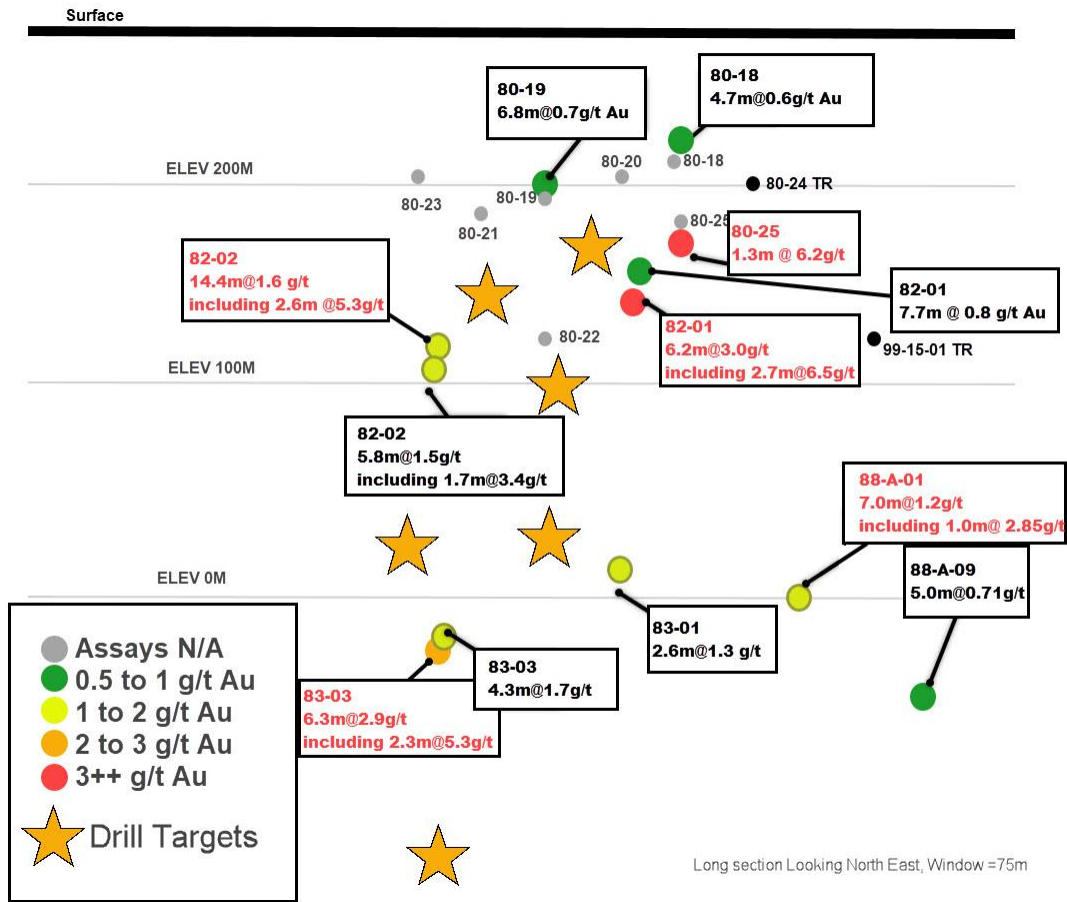 Surface
80-19
6.8m@0.7g/t Au
80-18
4.7m@0.6g/t Au
ELEV 200M
80-23
80-21
80-19
80-20
80-18
80-24 TR
80-25
80-25
1.3m @ 6.2g/t
82-02
14.4m@1.6 g/t
including 2.6m @5.3g/t
82-01
7.7m @ 0.8 g/t Au
82-01
6.2m@3.0g/t
including 2.7m@6.5g/t
80-22
99-15-01 TR
ELEV 100M
82-02
5.8m@1.5g/t
including 1.7m@3.4g/t
88-A-01
7.0m@1.2g/t
including 1.0m@ 2.85g/t
88-A-09
5.0m@0.71g/t
ELEV 0M
83-01
2.6m@1.3 g/t
83-03
4.3m@1.7g/t
83-03
6.3m@2.9g/t
including 2.3m@5.3g/t
Assays N/A
0.5 to 1 g/t Au
1 to 2 g/t Au
2 to 3 g/t Au
3++ g/t Au
Drill Targets
Long section Looking North East, Window =75m